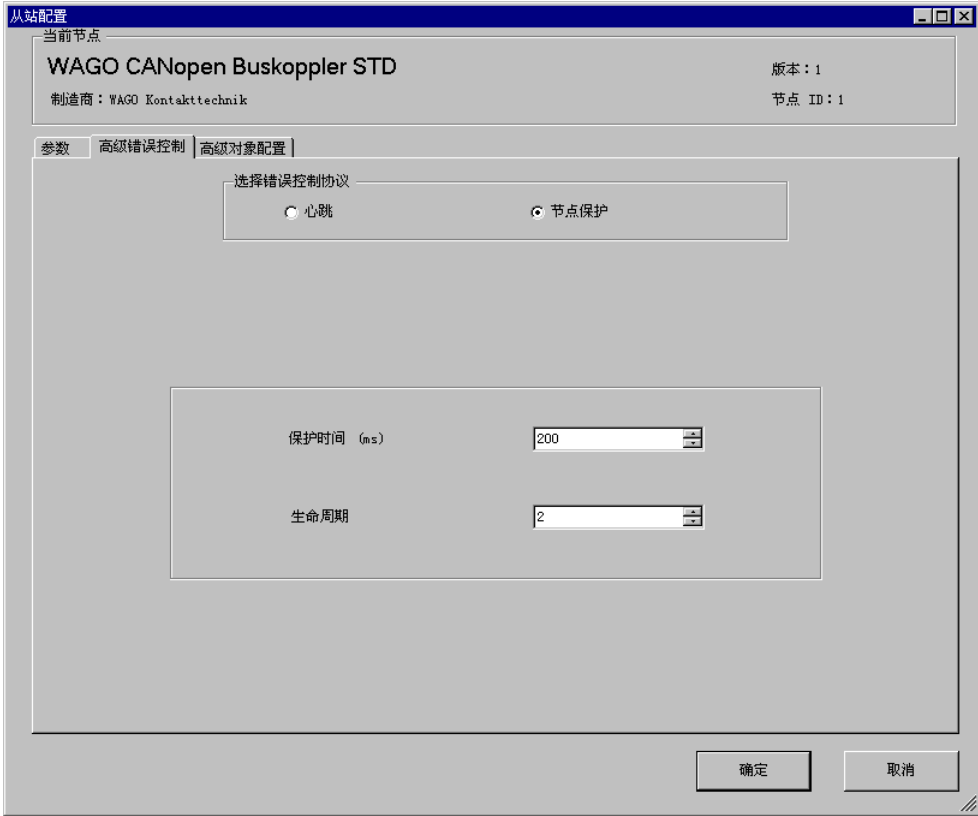 从站配置
当前节点
WAGO CANopen Buskoppler STD
版本：1
制造商：WAGO Kontakttechnik
节点 ID：1
参数
高级错误控制
高级对象配置
选择错误控制协议
心跳
节点保护
保护时间 (ms)
200
生命周期
2
确定
取消